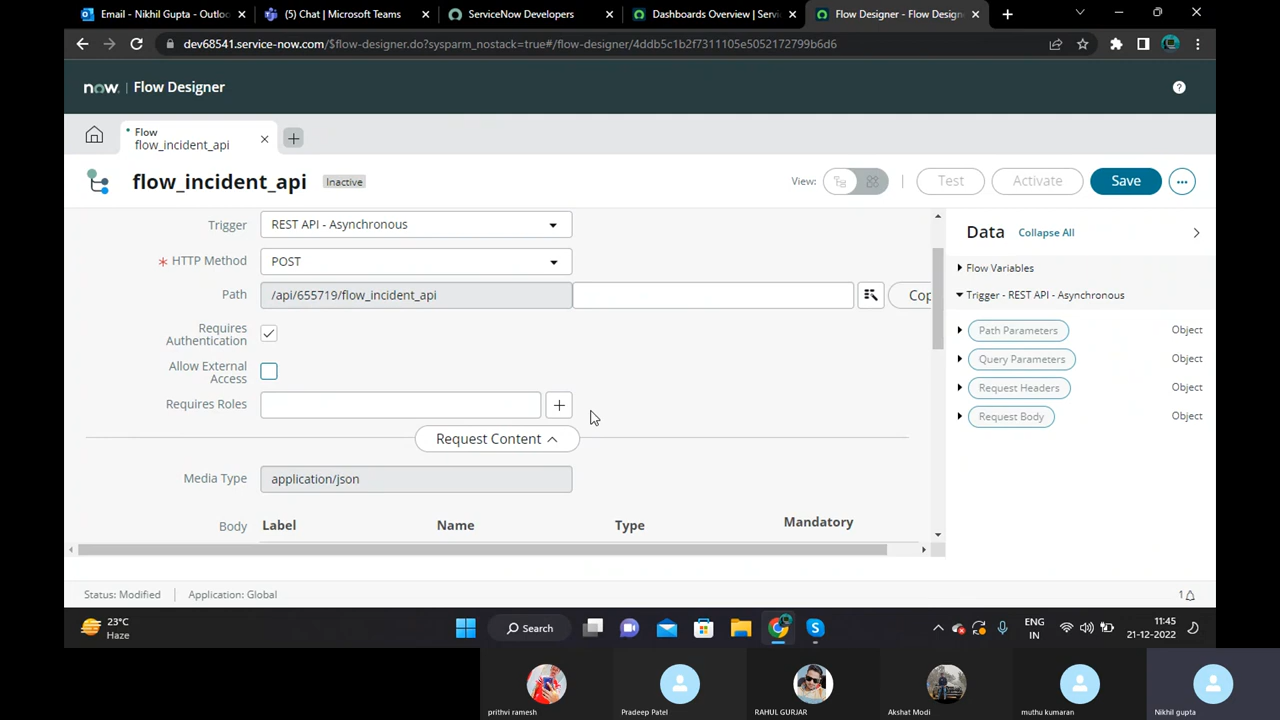 Email - Nikhil Gupta - Outlo
(5) Chat | Microsoft Teams
ServiceNow Developers
Dashboards Overview | Servi
Flow Designer - Flow Design
dev68541.service-now.com/$flow-designer.do?sysparm_nostack=true#/flow-designer/4ddb5c1b2f7311105e5052172799b6d6
now. Flow Designer
Flow
flow_incident_api
flow_incident_api Inactive View: Test Activate Save
Trigger REST API - Asynchronous
* HTTP Method POST
Path /api/655719/flow_incident_api Cop
Requires
Authentication
Allow External
Access
Requires Roles
Request Content
Media Type application/json
Body Label Name Type Mandatory
Data Collapse All
Flow Variables
Trigger - REST API - Asynchronous
Path Parameters Object
Query Parameters Object
Request Headers Object
Request Body Object
Status: Modified Application: Global 1
23°C
Haze
Search
ENG
IN
11:45
21-12-2022
prithvi ramesh
Pradeep Patel
RAHUL GURJAR
Akshat Modi
muthu kumaran
Nikhil gupta